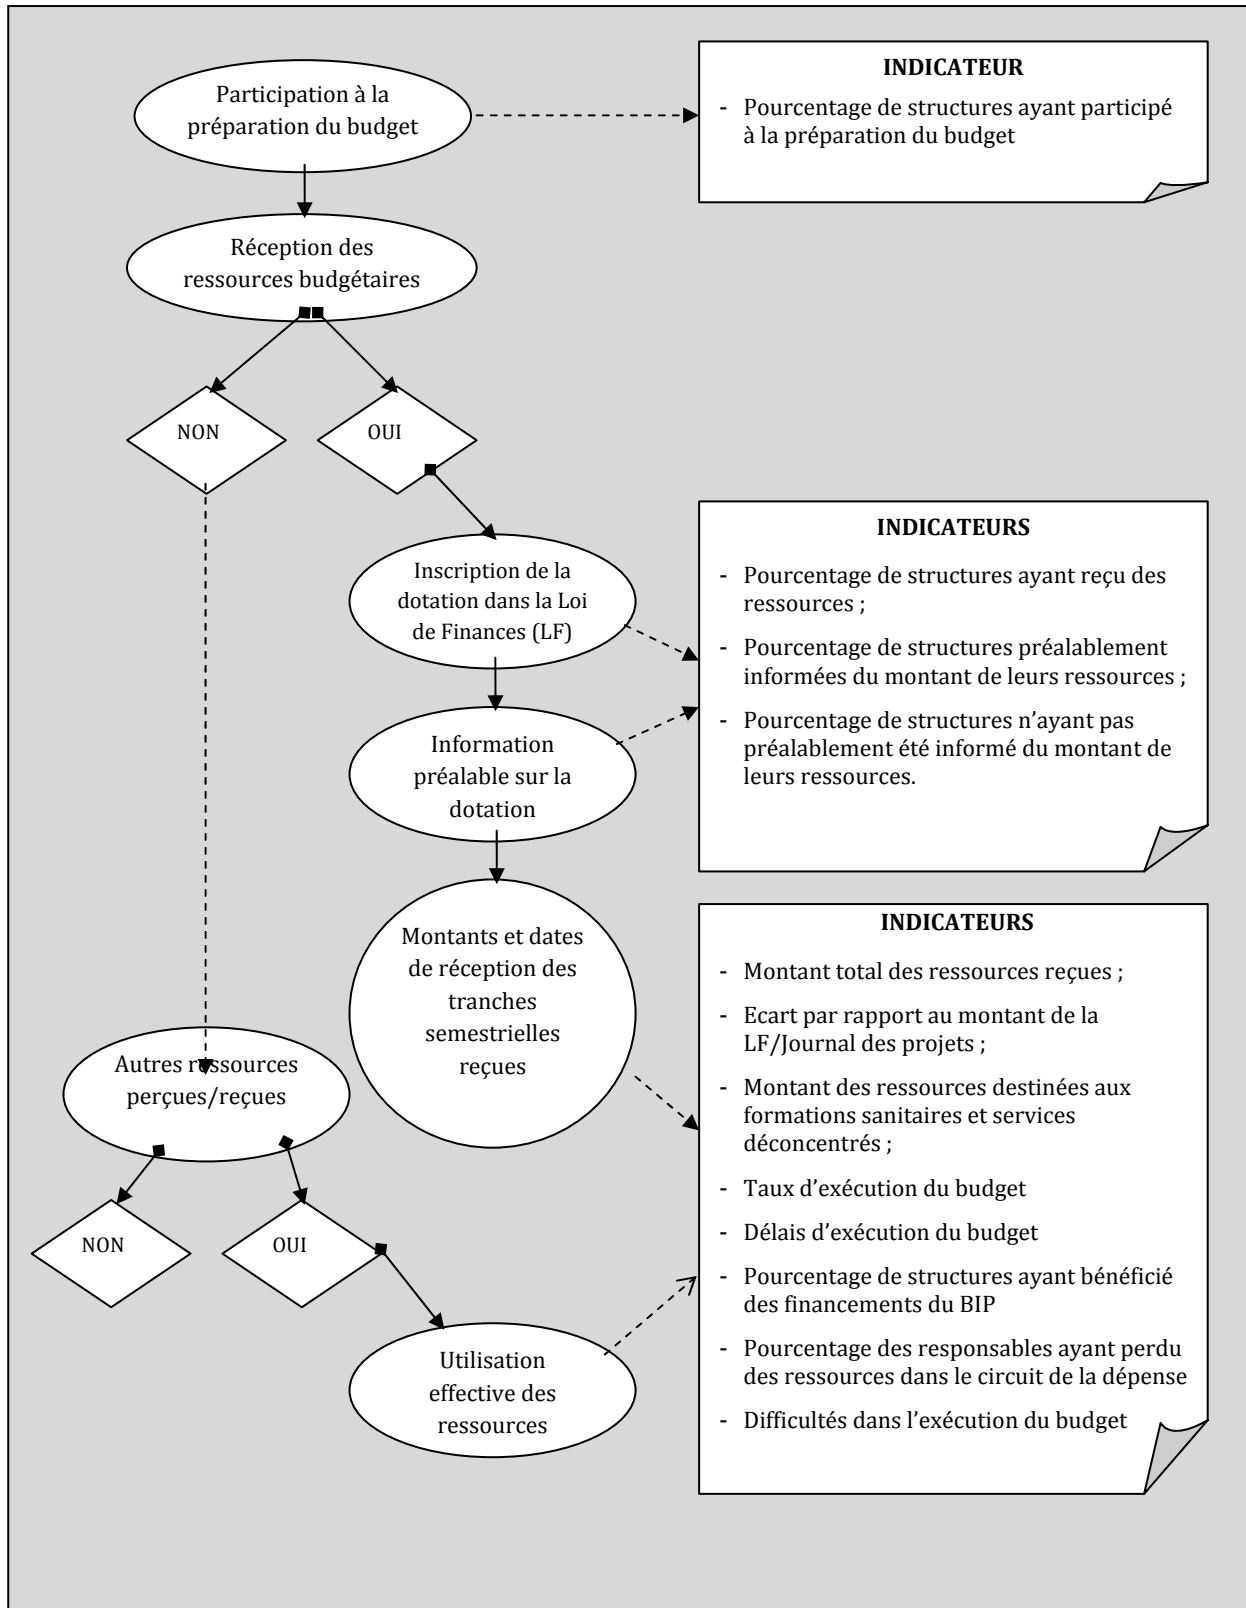 Participation à la
préparation du budget
INDICATEUR
- Pourcentage de structures ayant participé
à la préparation du budget
Réception des
ressources budgétaires
NON
OUI
Inscription de la
dotation dans la Loi
de Finances (LF)
Information
préalable sur la
dotation
INDICATEURS
- Pourcentage de structures ayant reçu des
ressources ;
- Pourcentage de structures préalablement
informées du montant de leurs ressources ;
- Pourcentage de structures n’ayant pas
préalablement été informé du montant de
leurs ressources.
Montants et dates
de réception des
tranches
semestrielles
reçues
Autres ressources
perçues/reçues
NON
OUI
Utilisation
effective des
ressources
INDICATEURS
- Montant total des ressources reçues ;
- Ecart par rapport au montant de la
LF/Journal des projets ;
- Montant des ressources destinées aux
formations sanitaires et services
déconcentrés ;
- Taux d’exécution du budget
- Délais d’exécution du budget
- Pourcentage de structures ayant bénéficié
des financements du BIP
- Pourcentage des responsables ayant perdu
des ressources dans le circuit de la dépense
- Difficultés dans l’exécution du budget